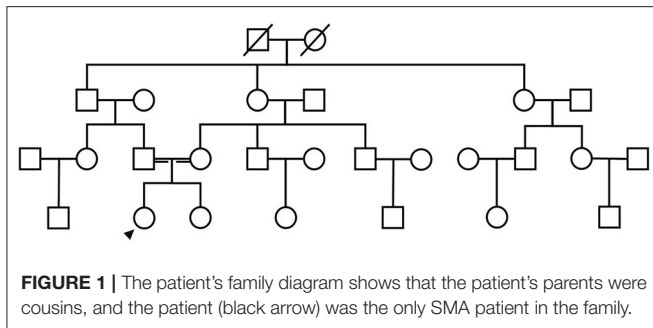 FIGURE 1 | The patient's family diagram shows that the patient's parents were
cousins, and the patient (black arrow) was the only SMA patient in the family.